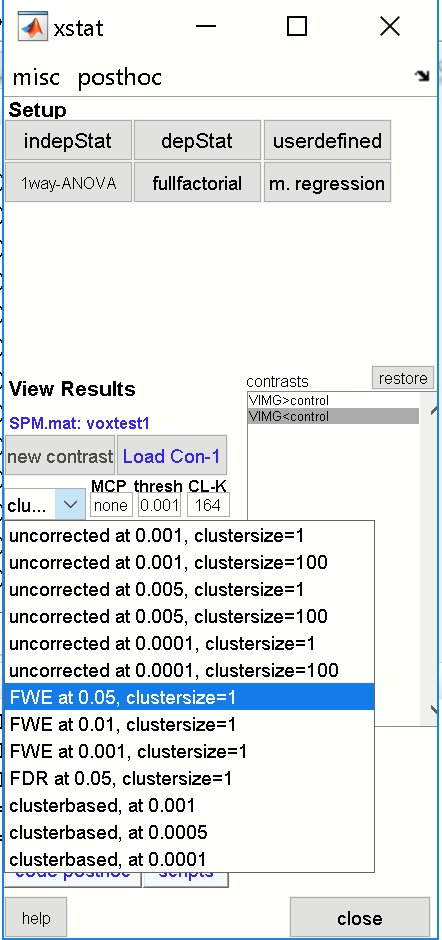 xstat
misc posthoc
Setup
indepStat depStat userdefined
1way-ANOVA fullfactorial m. regression
View Results
contrasts restore
VIMG>control
VIMG<control
SPM.mat: voxtest1
new contrast Load Con-1
MCP thresh CL-K
clu... none 0.001 164
uncorrected at 0.001, clustersize=1
uncorrected at 0.001, clustersize=100
uncorrected at 0.005, clustersize=1
uncorrected at 0.005, clustersize=100
uncorrected at 0.0001, clustersize=1
uncorrected at 0.0001, clustersize=100
FWE at 0.05, clustersize=1
FWE at 0.01, clustersize=1
FWE at 0.001, clustersize=1
FDR at 0.05, clustersize=1
clusterbased, at 0.001
clusterbased, at 0.0005
clusterbased, at 0.0001
code posthoc scripts
help close